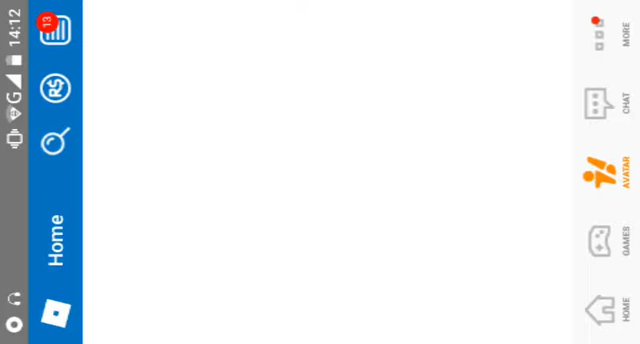 G 14:12
Home
R$
13
HOME
GAMES
AVATAR
CHAT
MORE